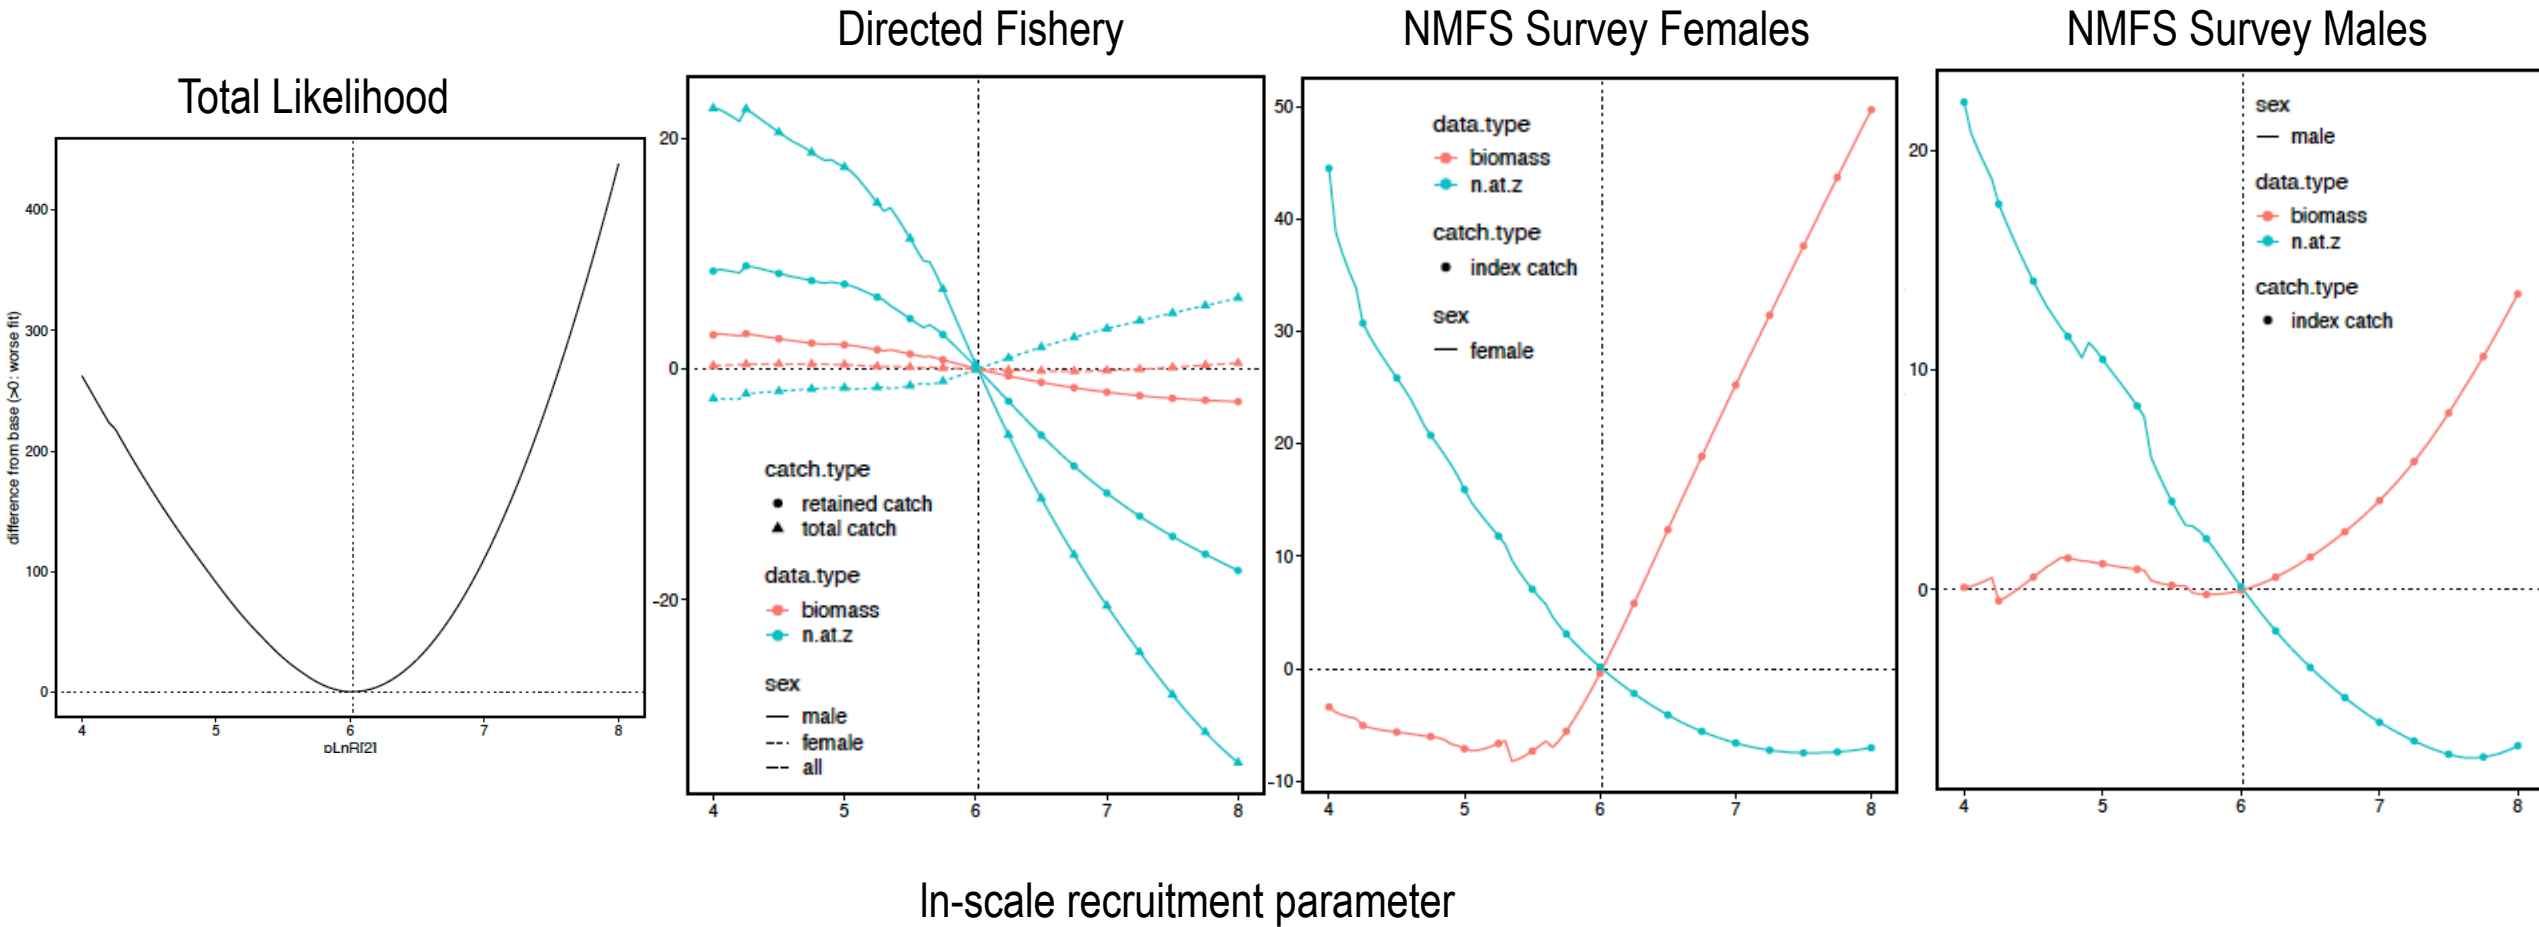 Total Likelihood
difference from base (>0: worse fit)
400
300
200
100
0
4 5 6 7 8
pLnR[2]
Directed Fishery
20
0
-20
catch.type
retained catch
total catch
data.type
biomass
n.at.z
sex
male
female
all
4 5 6 7 8
NMFS Survey Females
50
40
30
20
10
0
-10
data.type
biomass
n.at.z
catch.type
index catch
sex
female
4 5 6 7 8
NMFS Survey Males
20
10
0
sex
male
data.type
biomass
n.at.z
catch.type
index catch
4 5 6 7 8
ln-scale recruitment parameter